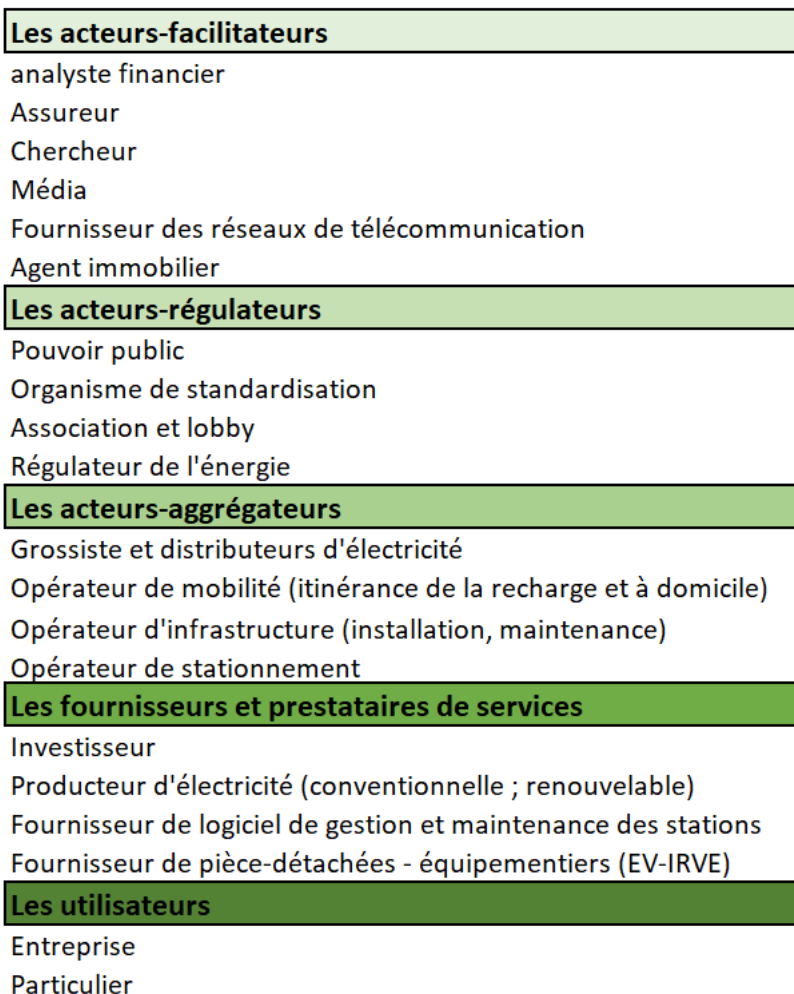 Les acteurs-facilitateurs
analyste financier
Assureur
Chercheur
Média
Fournisseur des réseaux de télécommunication
Agent immobilier
Les acteurs-régulateurs
Pouvoir public
Organisme de standardisation
Association et lobby
Régulateur de l'énergie
Les acteurs-aggrégateurs
Grossiste et distributeurs d'électricité
Opérateur de mobilité (itinérance de la recharge et à domicile)
Opérateur d'infrastructure (installation, maintenance)
Opérateur de stationnement
Les fournisseurs et prestataires de services
Investisseur
Producteur d'électricité (conventionnelle ; renouvelable)
Fournisseur de logiciel de gestion et maintenance des stations
Fournisseur de pièce-détachées - équipementiers (EV-IRVE)
Les utilisateurs
Entreprise
Particulier